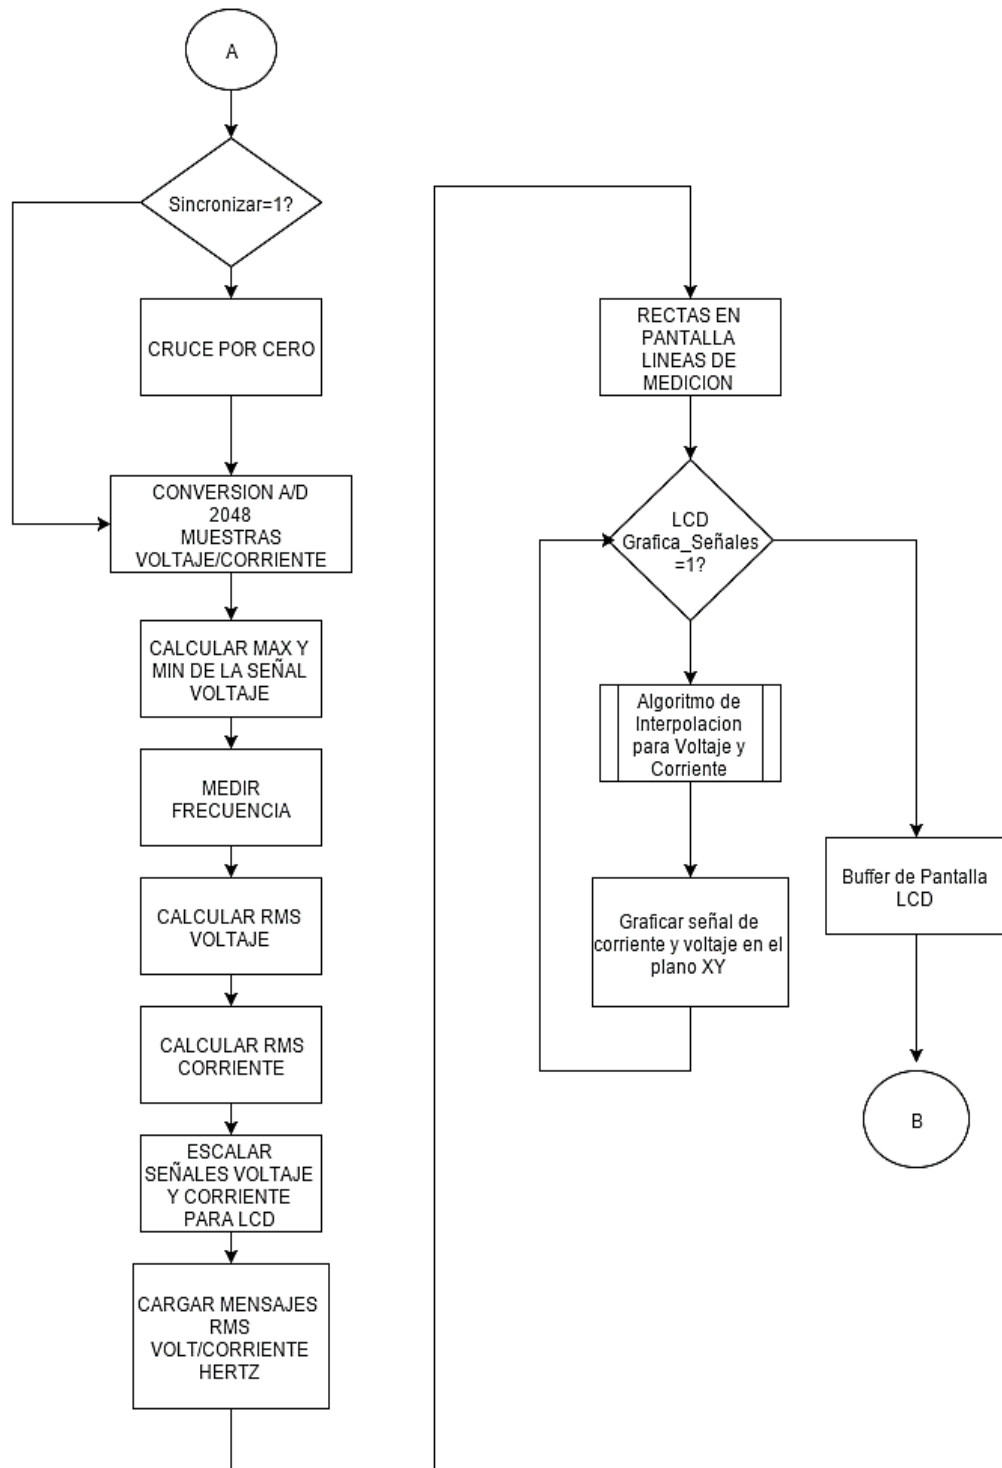 A
Sincronizar=1?
CRUCE POR CERO
CONVERSION A/D
2048
MUESTRAS
VOLTAJE/CORRIENTE
CALCULAR MAX Y
MIN DE LA SEÑAL
VOLTAJE
MEDIR
FRECUENCIA
CALCULAR RMS
VOLTAJE
CALCULAR RMS
CORRIENTE
ESCALAR
SEÑALES VOLTAJE
Y CORRIENTE
PARA LCD
CARGAR MENSAJES
RMS
VOLT/CORRIENTE
HERTZ
RECTAS EN
PANTALLA
LINEAS DE
MEDICION
LCD
Grafica_Señales
=1?
Algoritmo de
Interpolacion
para Voltaje y
Corriente
Graficar señal de
corriente y voltaje en el
plano XY
Buffer de Pantalla
LCD
B